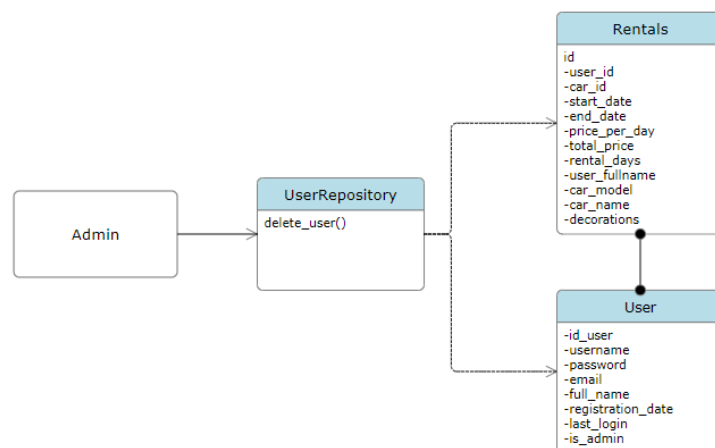 Rentals
id
-user_id
-car_id
-start_date
-end_date
-price_per_day
-total_price
-rental_days
-user_fullname
-car_model
-car_name
-decorations
Admin
UserRepository
delete_user()
User
-id_user
-username
-password
-email
-full_name
-registration_date
-last_login
-is_admin